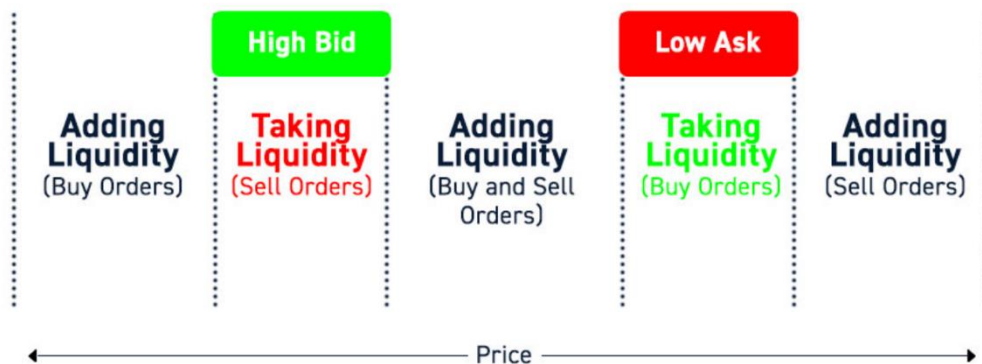 High Bid
Low Ask
Adding
Liquidity
(Buy Orders)
Taking
Liquidity
(Sell Orders)
Adding
Liquidity
(Buy and Sell
Orders)
Taking
Liquidity
(Buy Orders)
Adding
Liquidity
(Sell Orders)
Price